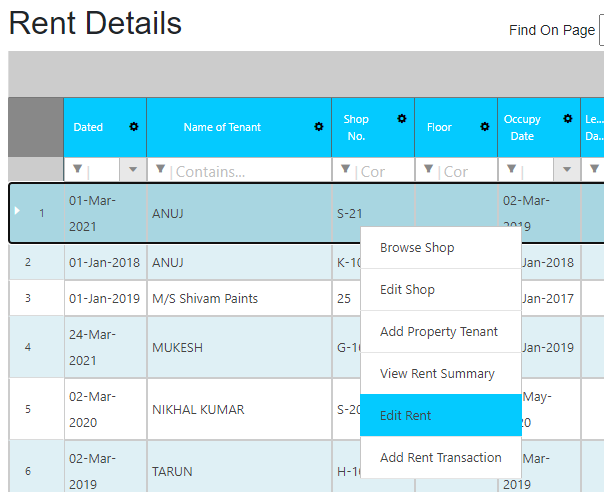 Rent Details
Find On Page
Dated
Name of Tenant
Shop No.
Floor
Occupy Date
Le... Da...
Contains...
Cor
Cor
1 01-Mar-2021 ANUJ S-21 02-Mar-2019
2 01-Jan-2018 ANUJ K-10 Jan-2018
3 01-Jan-2019 M/S Shivam Paints 25 Jan-2017
4 24-Mar-2021 MUKESH G-10 Jan-2019
5 02-Mar-2020 NIKHAL KUMAR S-20 May-20
6 02-Mar-2019 TARUN H-10
Browse Shop
Edit Shop
Add Property Tenant
View Rent Summary
Edit Rent
Add Rent Transaction